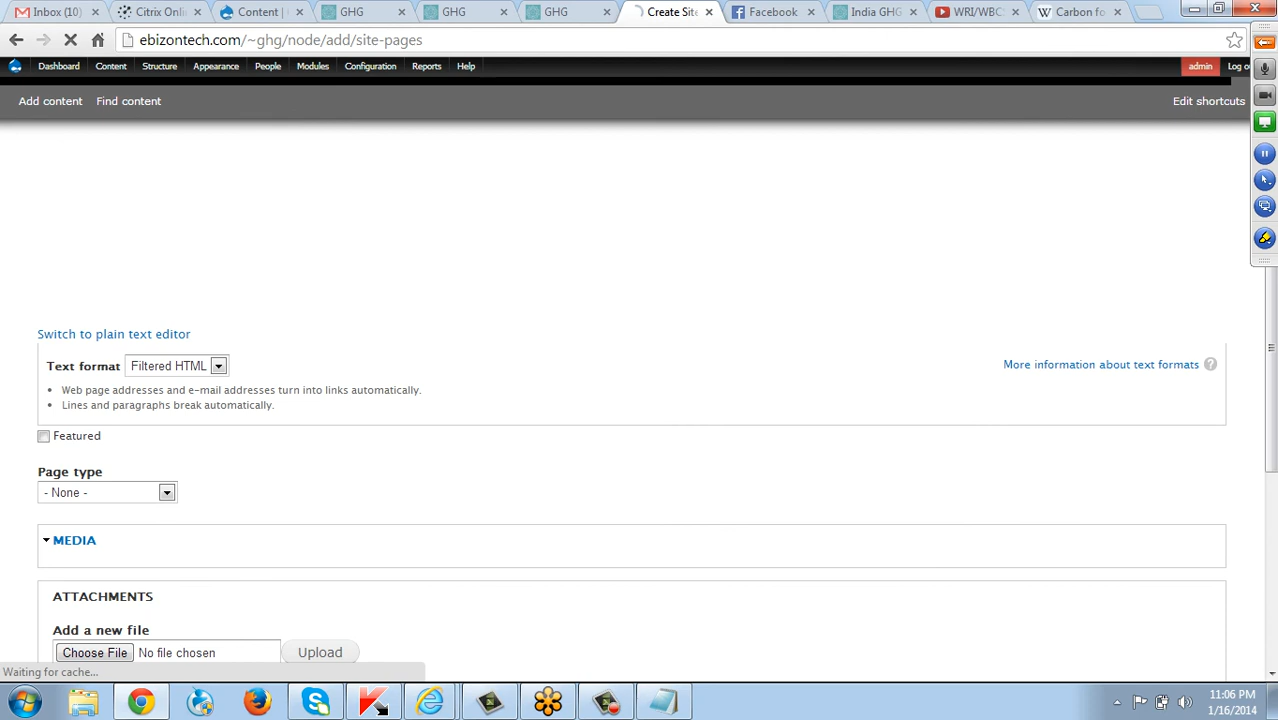 Inbox (10)
Citrix Onli
Content |
GHG
GHG
GHG
Create Site
Facebook
India GHG
WRI/WBC
Carbon fo
ebizontech.com/~ghg/node/add/site-pages
Dashboard
Content
Structure
Appearance
People
Modules
Configuration
Reports
Help
admin
Log o
Add content
Find content
Edit shortcuts
Switch to plain text editor
Text format
Filtered HTML
More information about text formats
?
Web page addresses and e-mail addresses turn into links automatically.
Lines and paragraphs break automatically.
Featured
Page type
- None -
MEDIA
ATTACHMENTS
Add a new file
Choose File
No file chosen
Upload
Waiting for cache...
11:06 PM
1/16/2014